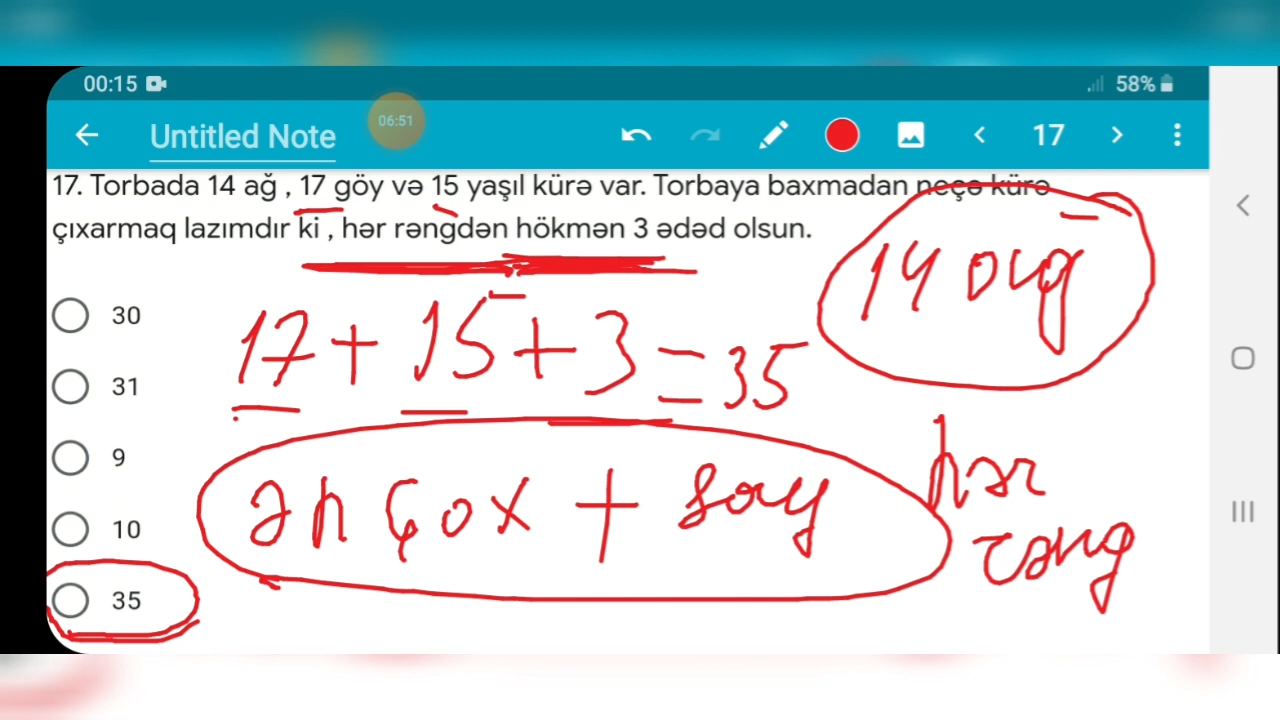 00:15 58%
06:51
Untitled Note 17
17. Torbada 14 ağ , 17 göy və 15 yaşıl kürə var. Torbaya baxmadan neçə kürə
çıxarmaq lazımdır ki , hər rəngdən hökmən 3 ədəd olsun.
14 ağ
30
17 + 15 + 3 = 35
31
9
ən çox + say
hər
rəng
10
35